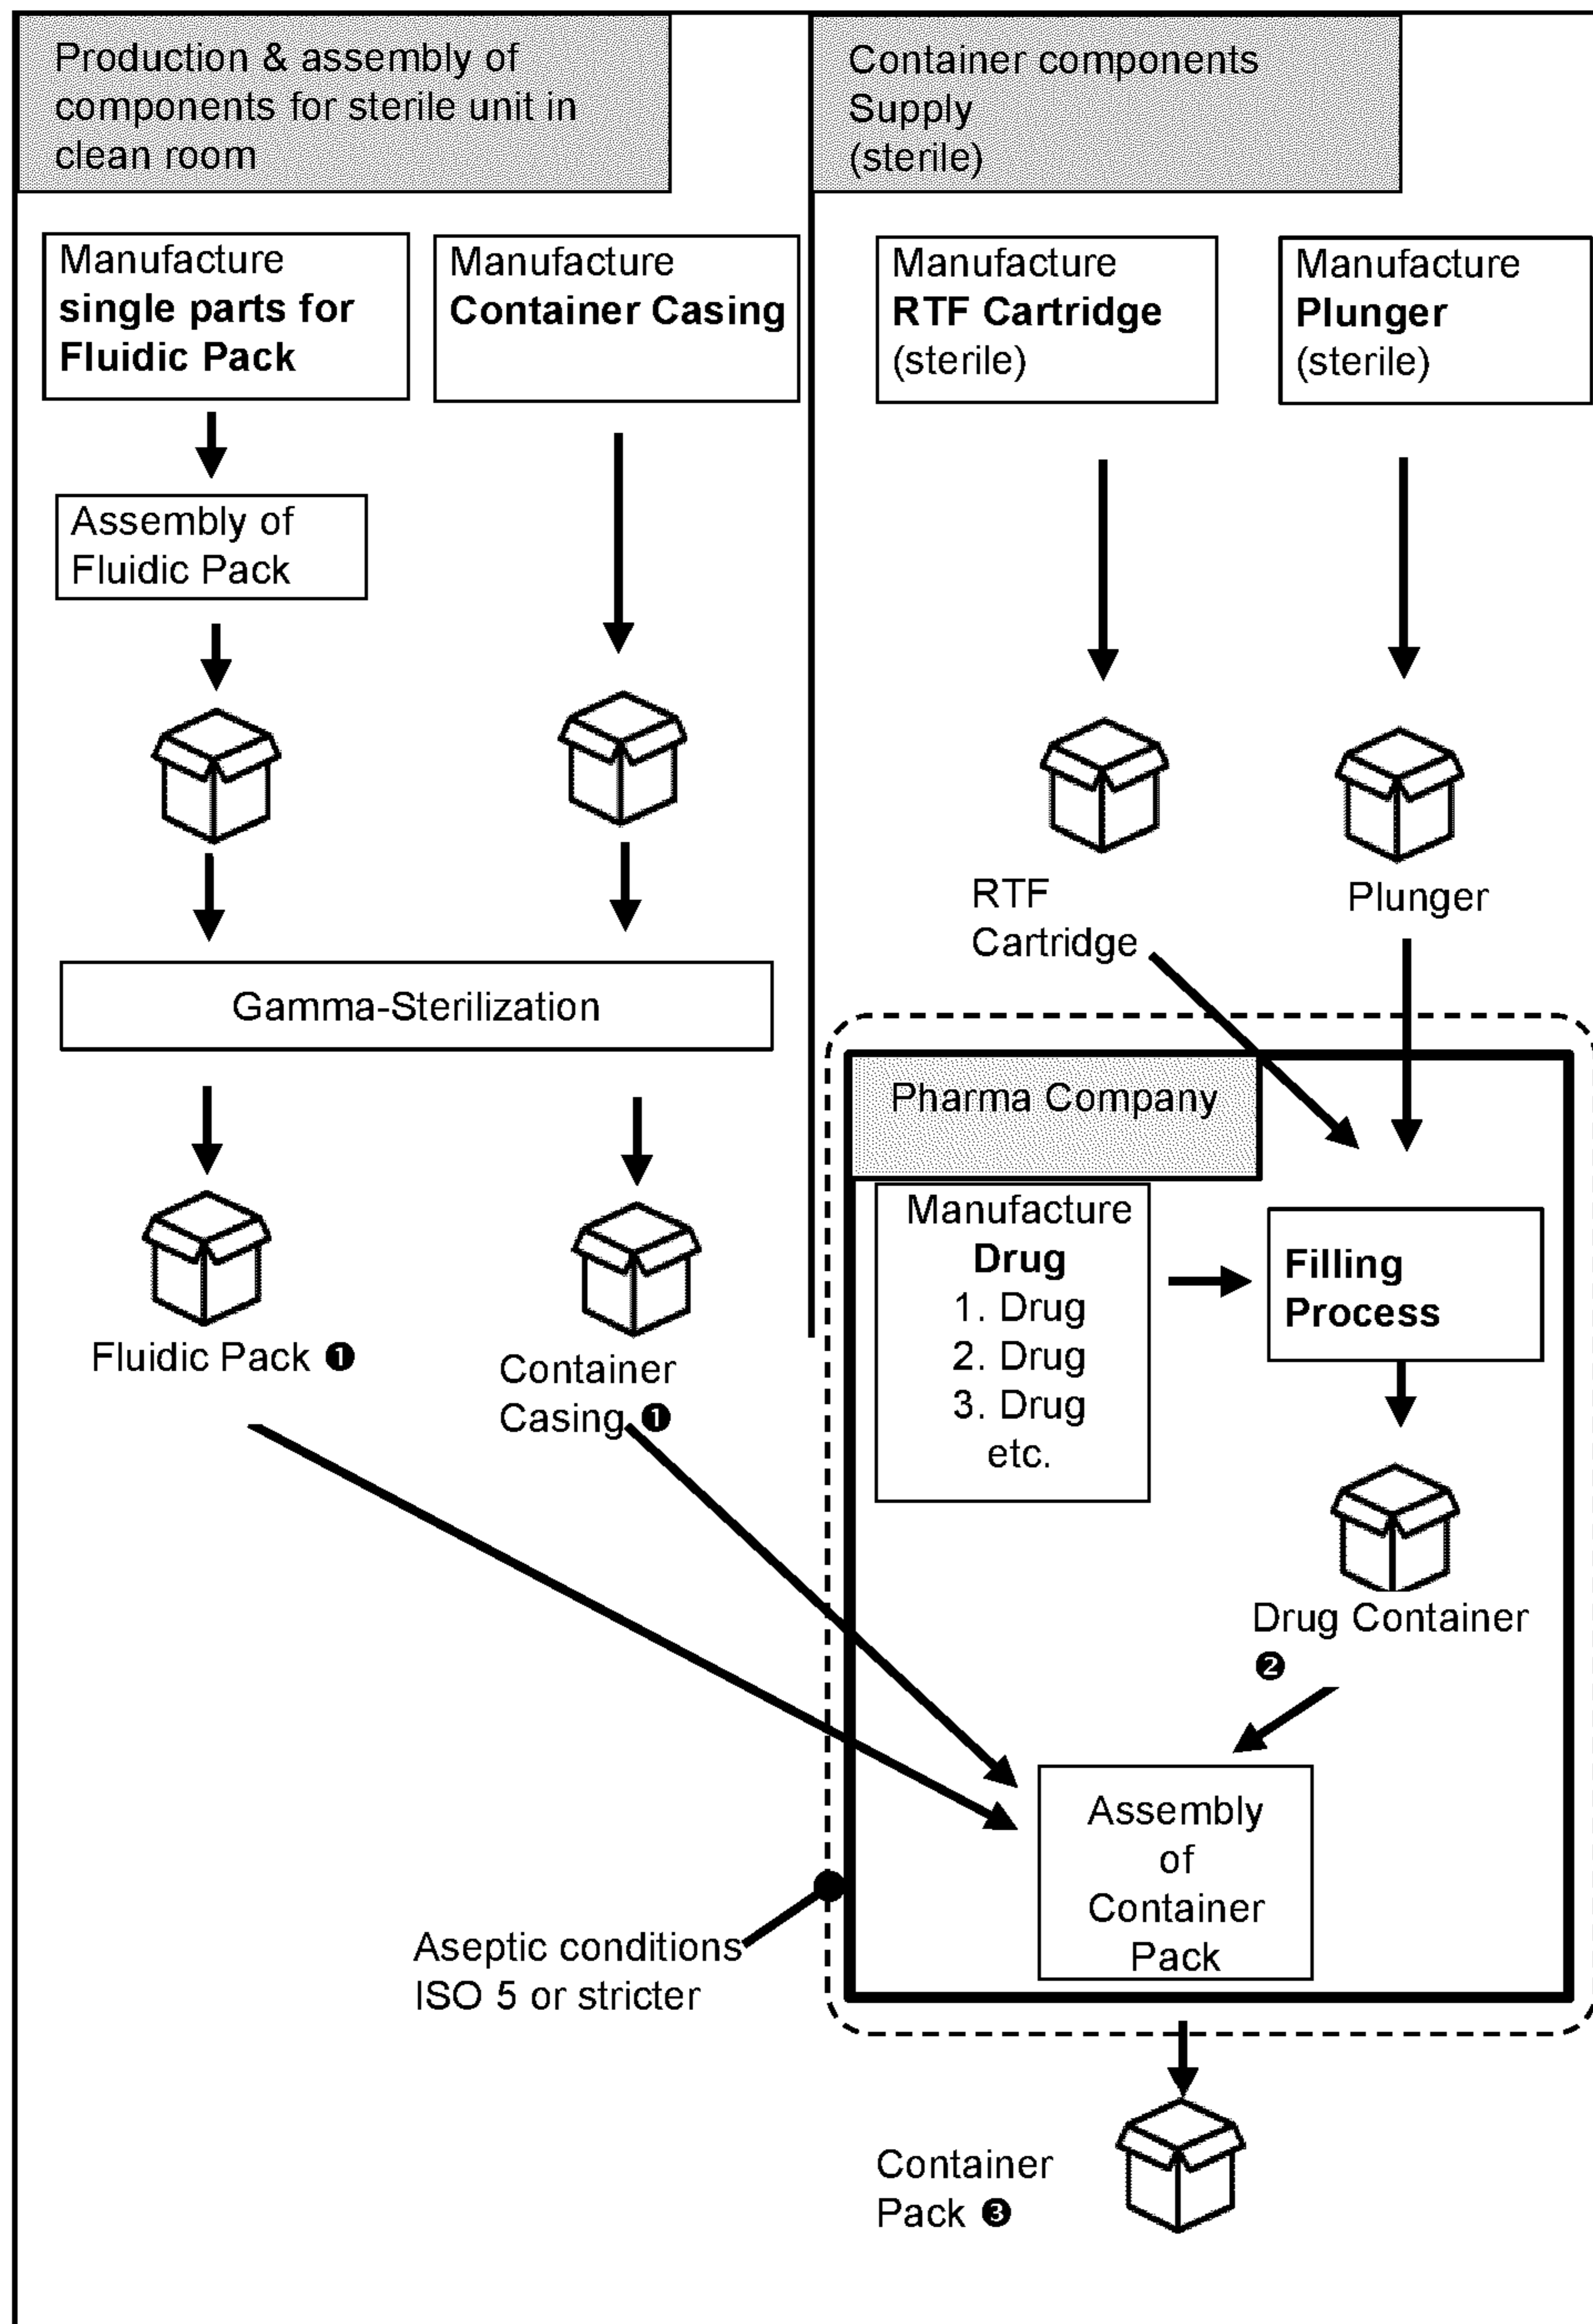 Production & assembly of
components for sterile unit in
clean room
Container components
Supply
(sterile)
Manufacture
single parts for
Fluidic Pack
Manufacture
Container Casing
Manufacture
RTF Cartridge
(sterile)
Manufacture
Plunger
(sterile)
Assembly of
Fluidic Pack
RTF
Cartridge
Plunger
Gamma-Sterilization
Pharma Company
Manufacture
Drug
1. Drug
2. Drug
3. Drug
etc.
Filling
Process
Fluidic Pack ❶
Container
Casing ❶
Drug Container
❷
Assembly
of
Container
Pack
Aseptic conditions
ISO 5 or stricter
Container
Pack ❸